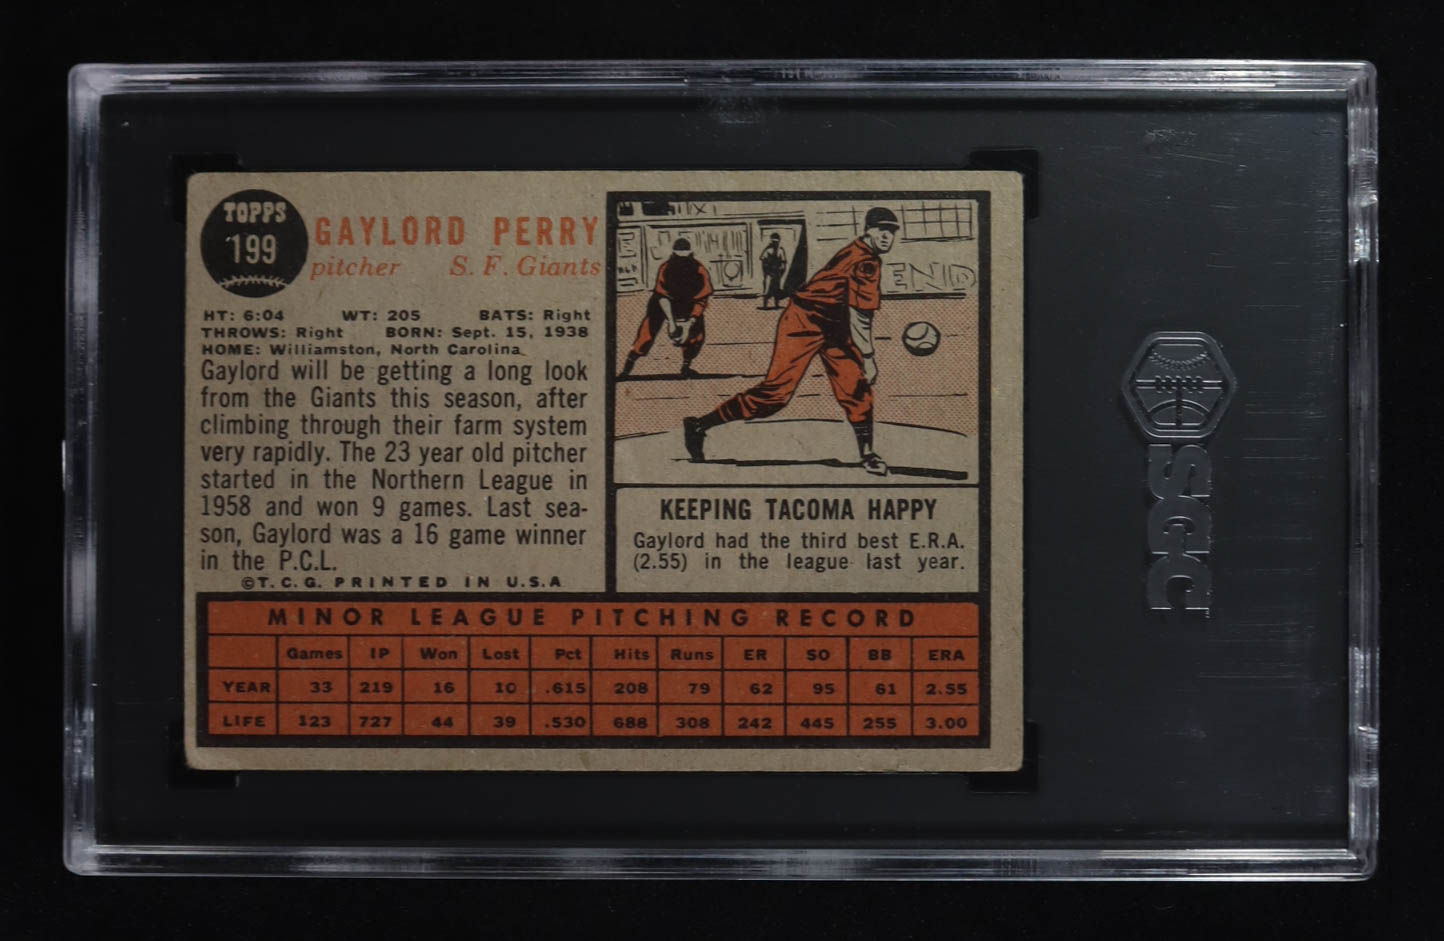 TOPPS
199
GAYLORD PERRY
pitcher S. F. Giants
HT: 6:04 WT: 205 BATS: Right
THROWS: Right BORN: Sept. 15, 1938
HOME: Williamston, North Carolina
Gaylord will be getting a long look
from the Giants this season, after
climbing through their farm system
very rapidly. The 23 year old pitcher
started in the Northern League in
1958 and won 9 games. Last sea-
son, Gaylord was a 16 game winner
in the P.C.L.
©T.C.G. PRINTED IN U.S.A
END
KEEPING TACOMA HAPPY
Gaylord had the third best E.R.A.
(2.55) in the league last year.
MINOR LEAGUE PITCHING RECORD
Games IP Won Lost Pct Hits Runs ER SO BB ERA
YEAR 33 219 16 10 .615 208 79 62 95 61 2.55
LIFE 123 727 44 39 .530 688 308 242 445 255 3.00
SGC